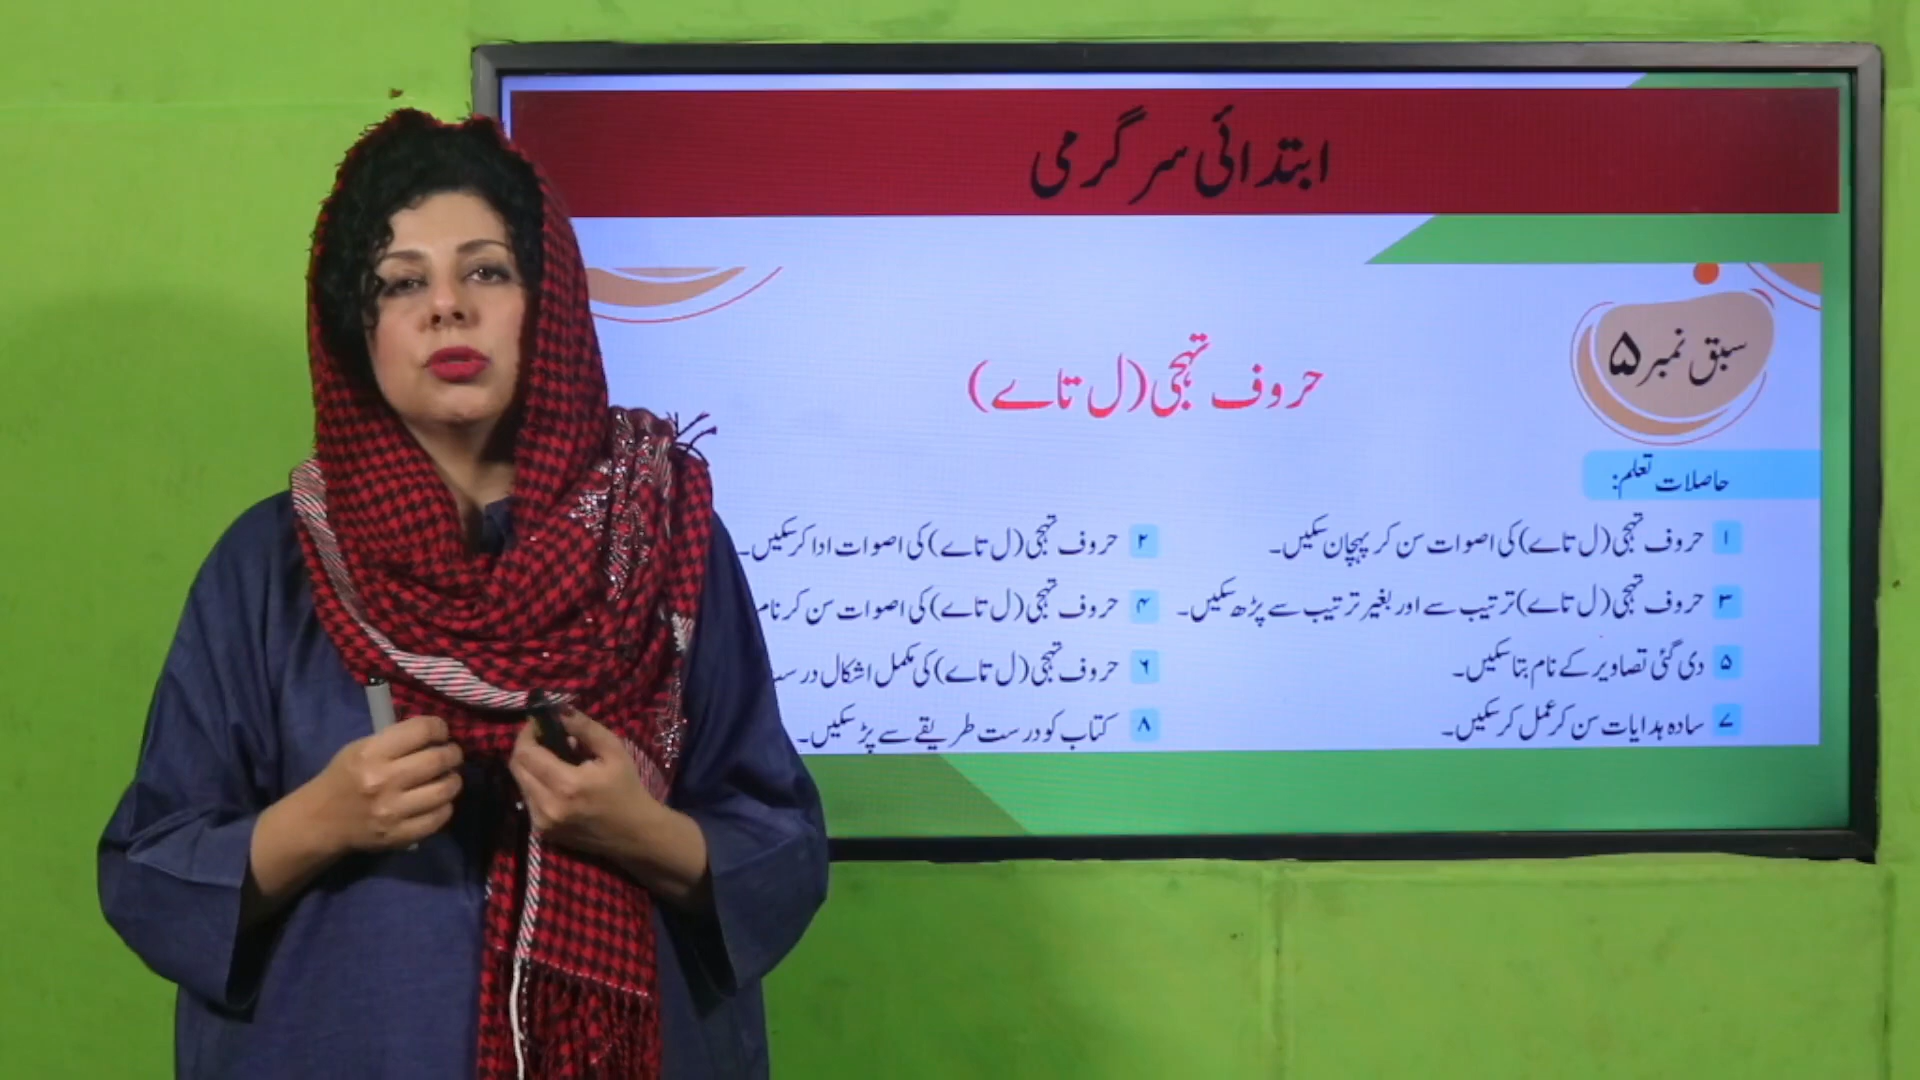 ابتدائی سرگرمی
سبق نمبر ۵
حروف تہجی (ل تا ے)
حاصلات تعلم:
۱ حروف تہجی (ل تا ے) کی اصوات سن کر پہچان سکیں۔
۲ حروف تہجی (ل تا ے) کی اصوات ادا کر سکیں۔
۳ حروف تہجی (ل تا ے) ترتیب سے اور بغیر ترتیب سے پڑھ سکیں۔
۴ حروف تہجی (ل تا ے) کی اصوات سن کر نام
۵ دی گئی تصاویر کے نام بتا سکیں۔
۶ حروف تہجی (ل تا ے) کی مکمل اشکال
۷ سادہ ہدایات سن کر عمل کر سکیں۔
۸ کتاب کو درست طریقے سے پڑ سکیں۔